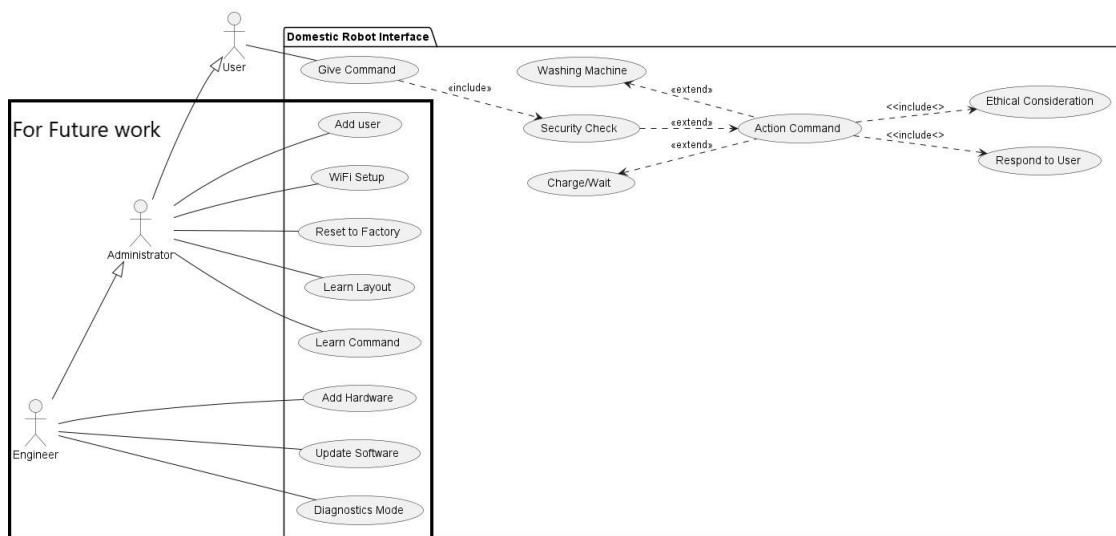 Domestic Robot Interface
User
Give Command
Washing Machine
«extend»
«include»
Ethical Consideration
<<include<>
Security Check
«extend»
Action Command
<<include<>
«extend»
Respond to User
Charge/Wait
For Future work
Add user
WiFi Setup
Administrator
Reset to Factory
Learn Layout
Learn Command
Engineer
Add Hardware
Update Software
Diagnostics Mode